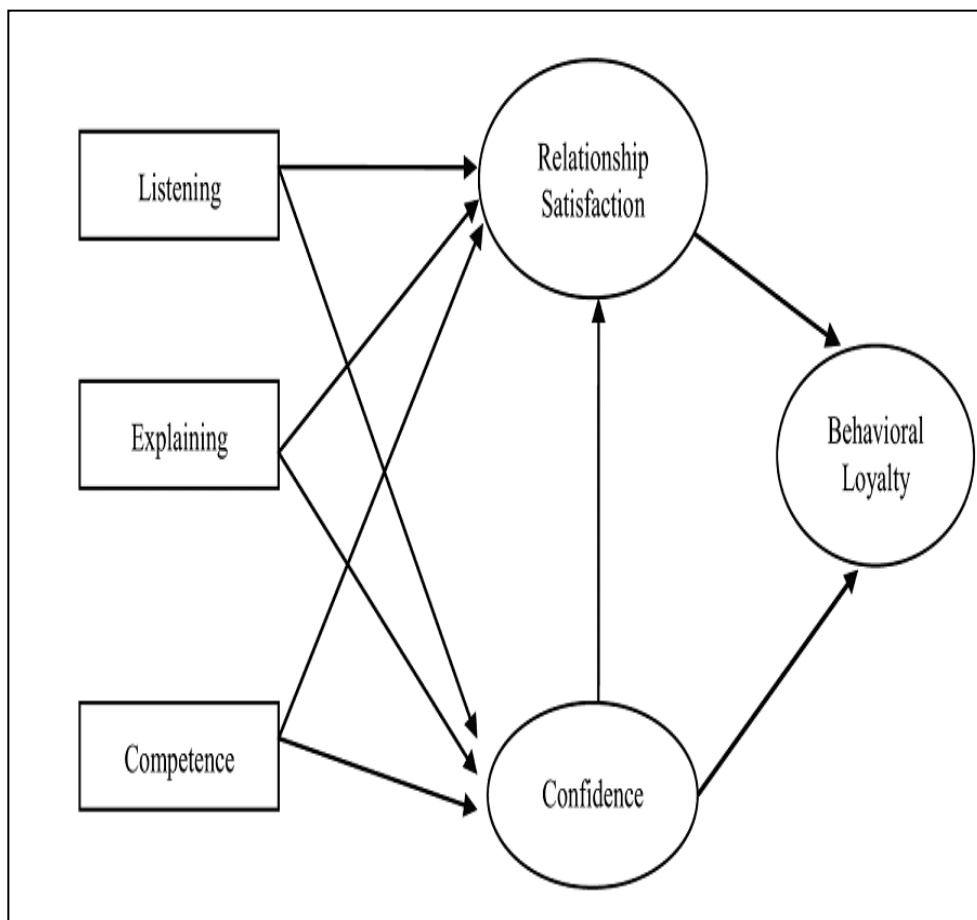 Listening
Relationship
Satisfaction
Explaining
Behavioral
Loyalty
Competence
Confidence